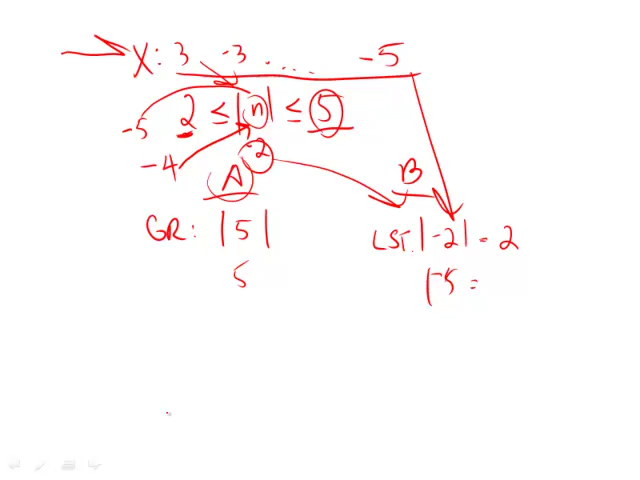 X: 3 -3 .... -5
2 ≤ |n| ≤ 5
-5
-4
A -2
B
GR: |5|
LST. |-2| = 2
5
|-5 =